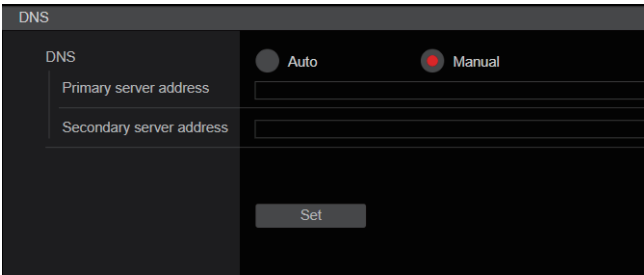 DNS
DNS
Auto
Manual
Primary server address
Secondary server address
Set